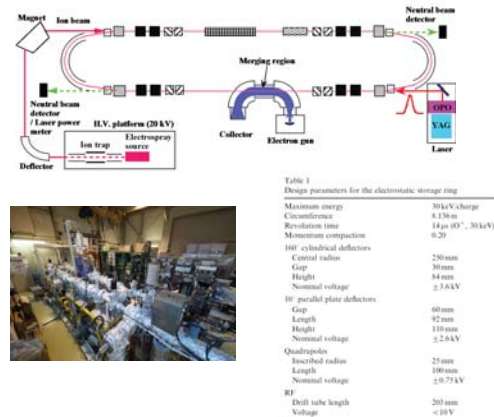 Magnet
Ion beam
Neutral beam
detector
Merging region
Neutral beam
detector
/ Laser power
meter
H.V. platform (20 kV)
Ion trap
Electrospray
source
Deflector
Collector
Electron gun
OPO
YAG
Laser
Table 1
Design parameters for the electrostatic storage ring
Maximum energy 30 keV/charge
Circumference 8.136 m
Revolution time 14 μs (O⁺, 30 keV)
Momentum compaction 0.20
160° cylindrical deflectors
Central radius 250 mm
Gap 30 mm
Height 84 mm
Nominal voltage ±3.6 kV
10° parallel plate deflectors
Gap 60 mm
Length 92 mm
Height 110 mm
Nominal voltage ±2.6 kV
Quadrupoles
Inscribed radius 25 mm
Length 100 mm
Nominal voltage ±0.75 kV
RF
Drift tube length 203 mm
Voltage <10 V